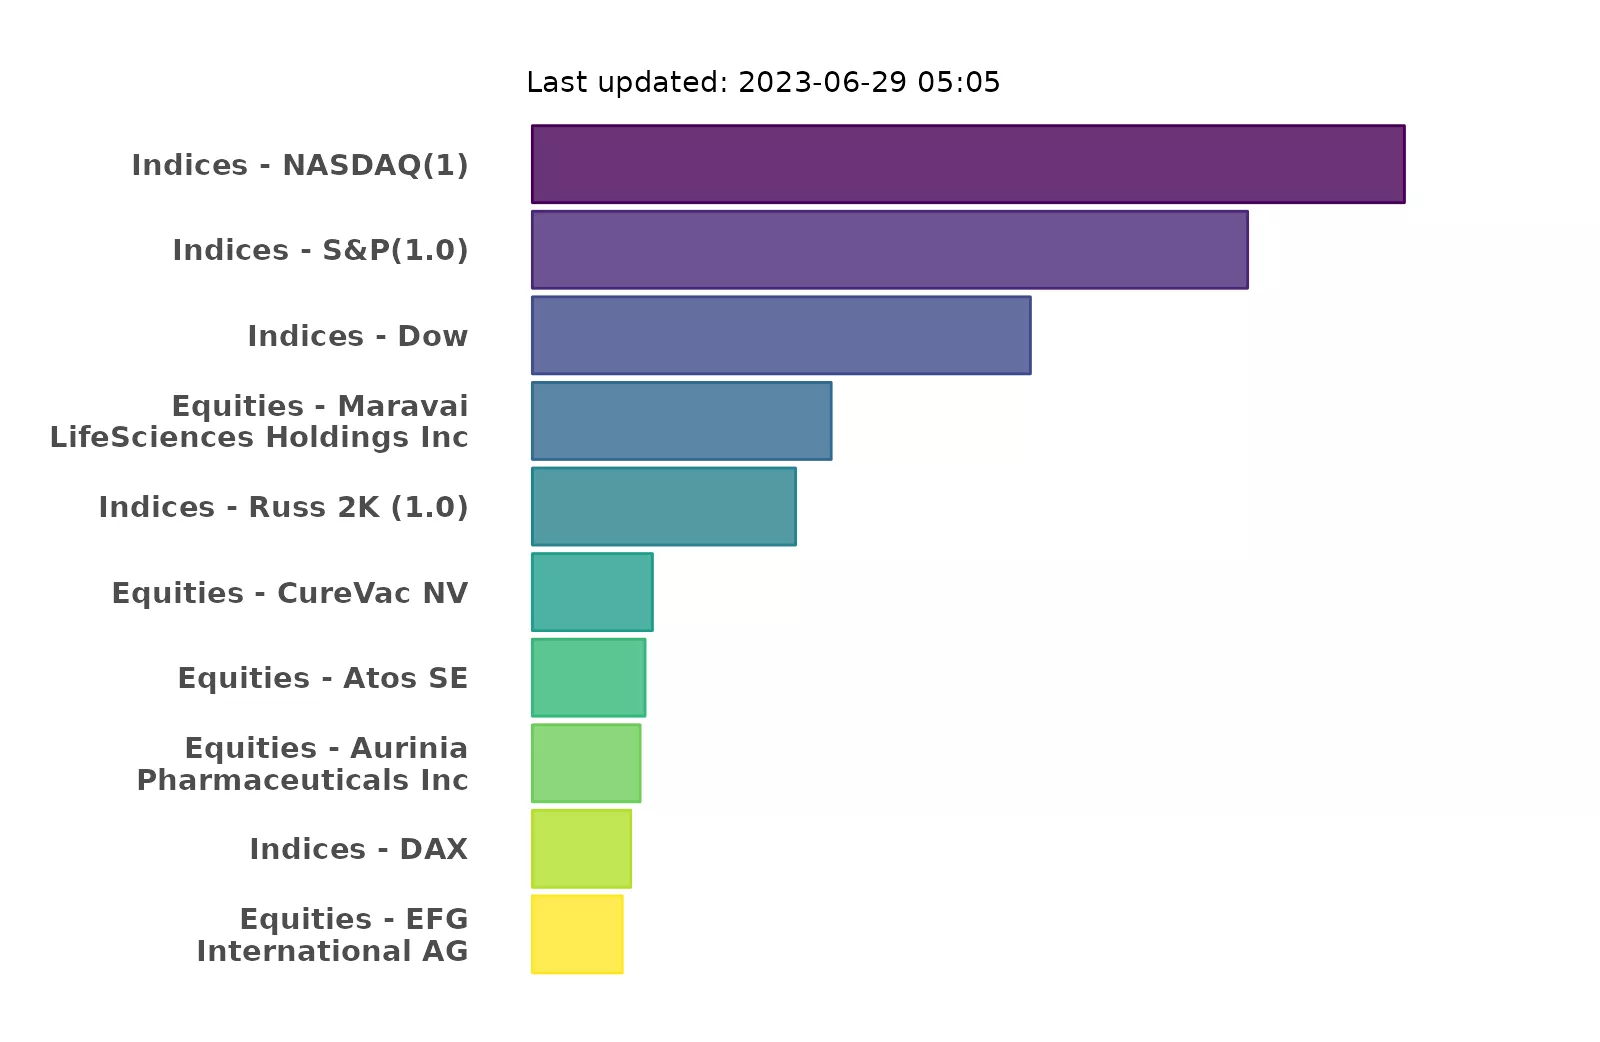 Last updated: 2023-06-29 05:05
Indices - NASDAQ(1)
Indices - S&P(1.0)
Indices - Dow
Equities - Maravai
LifeSciences Holdings Inc
Indices - Russ 2K (1.0)
Equities - CureVac NV
Equities - Atos SE
Equities - Aurinia
Pharmaceuticals Inc
Indices - DAX
Equities - EFG
International AG